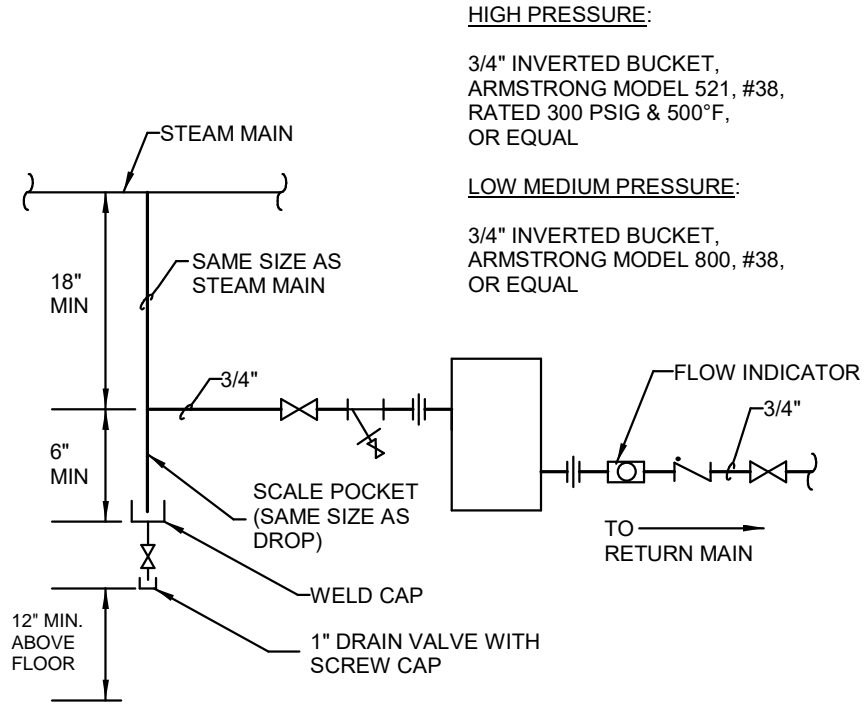 HIGH PRESSURE:
3/4" INVERTED BUCKET,
ARMSTRONG MODEL 521, #38,
RATED 300 PSIG & 500°F,
OR EQUAL
LOW MEDIUM PRESSURE:
3/4" INVERTED BUCKET,
ARMSTRONG MODEL 800, #38,
OR EQUAL
STEAM MAIN
18"
MIN
SAME SIZE AS
STEAM MAIN
3/4"
FLOW INDICATOR
3/4"
6"
MIN
SCALE POCKET
(SAME SIZE AS
DROP)
TO
RETURN MAIN
WELD CAP
12" MIN.
ABOVE
FLOOR
1" DRAIN VALVE WITH
SCREW CAP